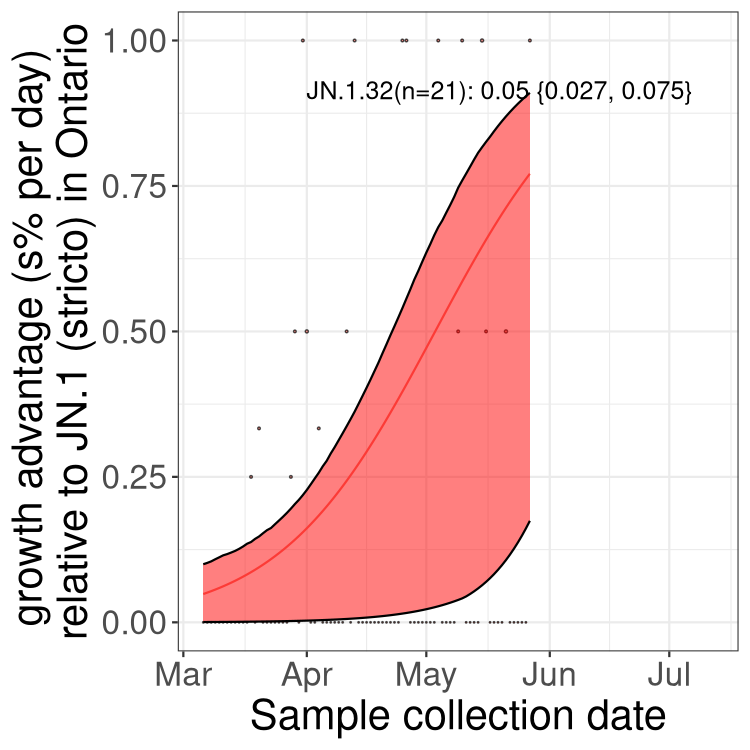 growth advantage (s% per day)
relative to JN.1 (stricto) in Ontario
1.00
0.75
0.50
0.25
0.00
JN.1.32(n=21): 0.05 {0.027, 0.075}
Mar Apr May Jun Jul
Sample collection date